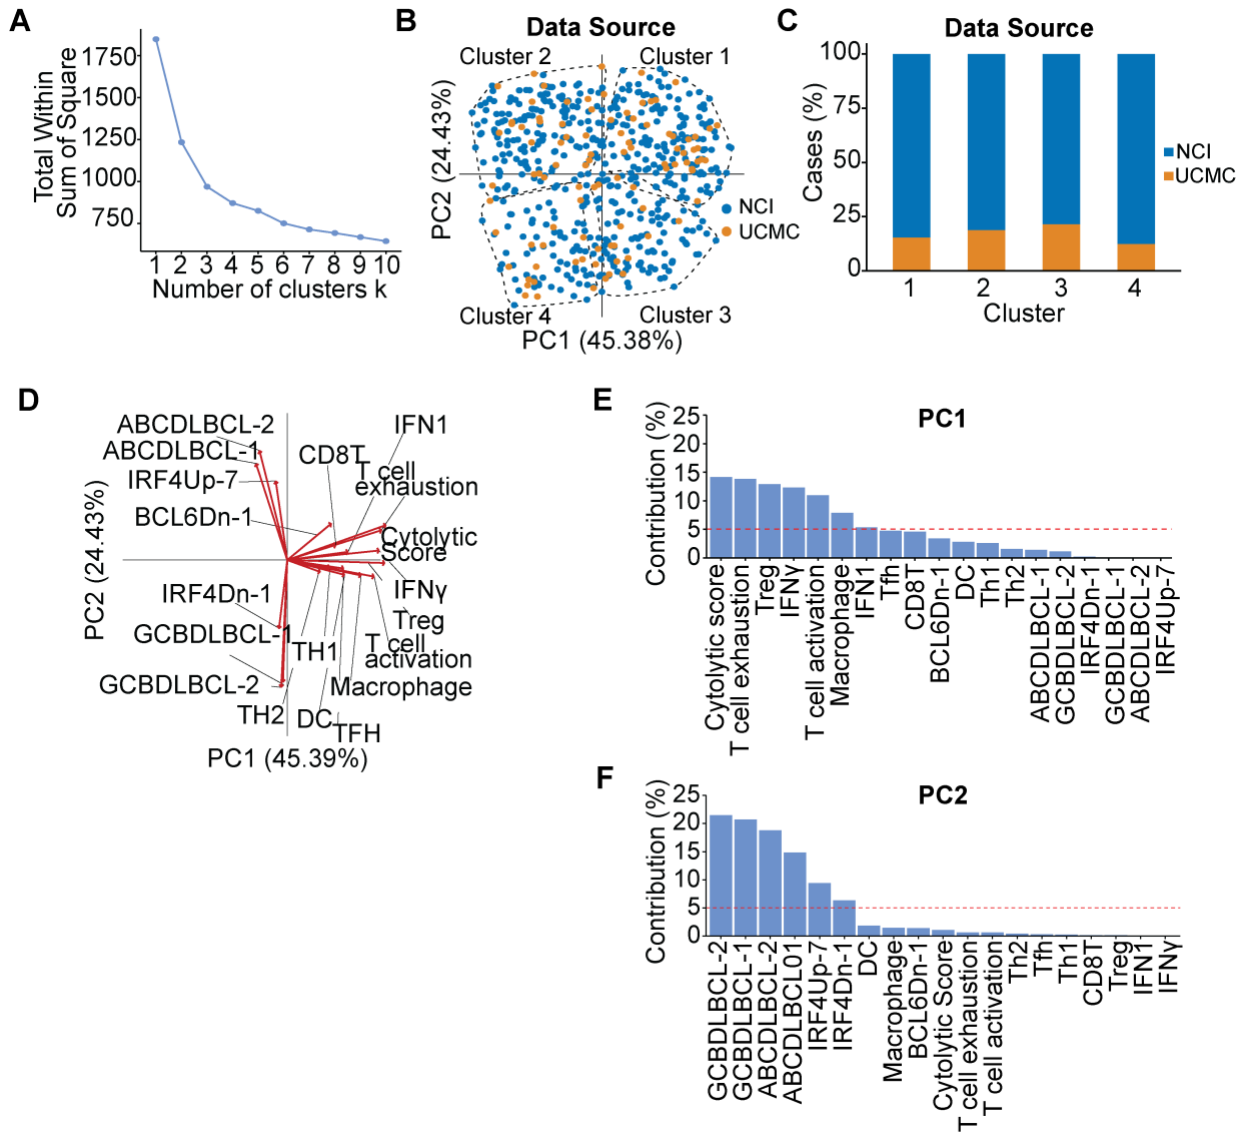 A
Total Within
Sum of Square
1750
1500
1250
1000
750
1 2 3 4 5 6 7 8 9 10
Number of clusters k
B
Data Source
Cluster 2
Cluster 1
PC2 (24.43%)
NCI
UCMC
Cluster 4
Cluster 3
PC1 (45.38%)
C
Data Source
Cases (%)
100
75
50
25
0
1 2 3 4
Cluster
NCI
UCMC
D
ABCDLBCL-2
ABCDLBCL-1
IRF4Up-7
BCL6Dn-1
IFN1
CD8T
T cell
exhaustion
Cytolytic
Score
PC2 (24.43%)
IRF4Dn-1
GCBDLBCL-1
GCBDLBCL-2
IFNγ
Treg
TH1
T cell
activation
Macrophage
TH2
DC
TFH
PC1 (45.39%)
E
PC1
Contribution (%)
25
20
15
10
5
0
Cytolytic score
T cell exhaustion
Treg
IFNγ
T cell activation
Macrophage
IFN1
Tfh
CD8T
BCL6Dn-1
DC
Th1
Th2
ABCDLBCL-1
GCBDLBCL-2
IRF4Dn-1
GCBDLBCL-1
ABCDLBCL-2
IRF4Up-7
F
PC2
Contribution (%)
25
20
15
10
5
0
GCBDLBCL-2
GCBDLBCL-1
ABCDLBCL-2
ABCDLBCL01
IRF4Up-7
IRF4Dn-1
DC
Macrophage
BCL6Dn-1
Cytolytic Score
T cell exhaustion
T cell activation
Th2
Tfh
Th1
CD8T
Treg
IFN1
IFNγ